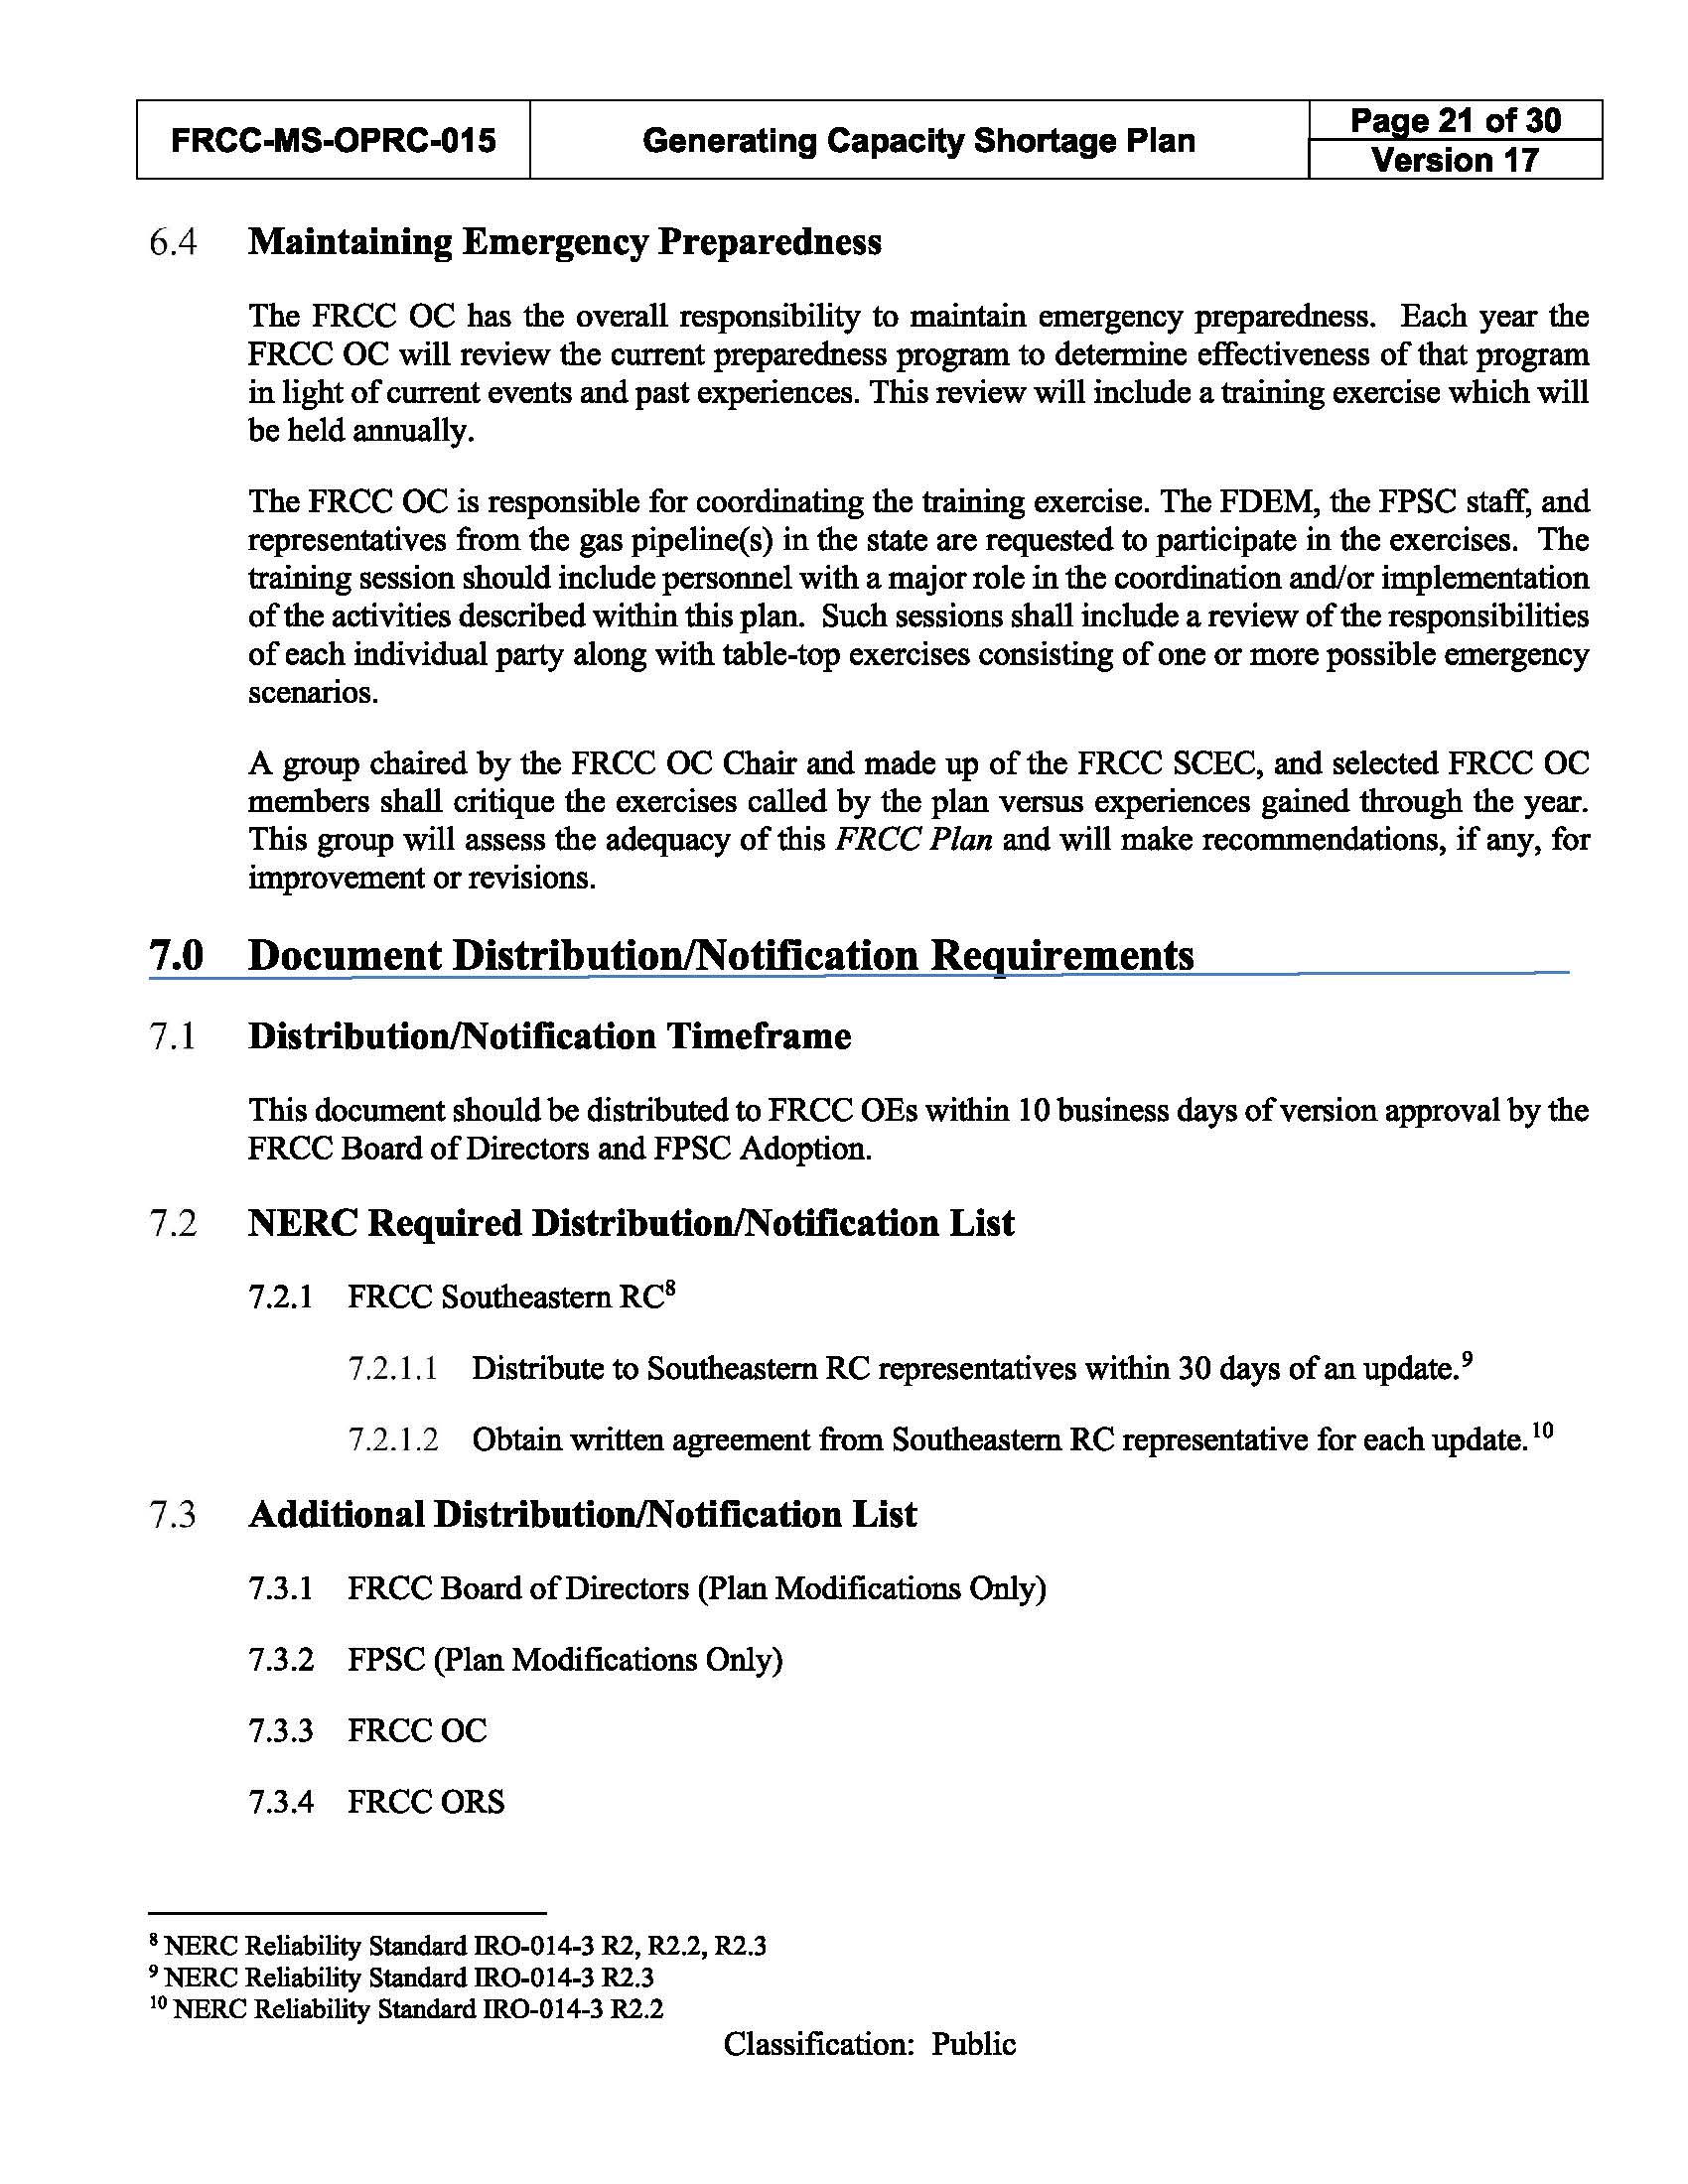 FRCC-MS-OPRC-015
Generating Capacity Shortage Plan
Page 21 of 30
Version 17
6.4 Maintaining Emergency Preparedness
The FRCC OC has the overall responsibility to maintain emergency preparedness. Each year the
FRCC OC will review the current preparedness program to determine effectiveness of that program
in light of current events and past experiences. This review will include a training exercise which will
be held annually.
The FRCC OC is responsible for coordinating the training exercise. The FDEM, the FPSC staff, and
representatives from the gas pipeline(s) in the state are requested to participate in the exercises. The
training session should include personnel with a major role in the coordination and/or implementation
of the activities described within this plan. Such sessions shall include a review of the responsibilities
of each individual party along with table-top exercises consisting of one or more possible emergency
scenarios.
A group chaired by the FRCC OC Chair and made up of the FRCC SCEC, and selected FRCC OC
members shall critique the exercises called by the plan versus experiences gained through the year.
This group will assess the adequacy of this FRCC Plan and will make recommendations, if any, for
improvement or revisions.
7.0 Document Distribution/Notification Requirements
7.1 Distribution/Notification Timeframe
This document should be distributed to FRCC OEs within 10 business days of version approval by the
FRCC Board of Directors and FPSC Adoption.
7.2 NERC Required Distribution/Notification List
7.2.1 FRCC Southeastern RC⁸
7.2.1.1 Distribute to Southeastern RC representatives within 30 days of an update.⁹
7.2.1.2 Obtain written agreement from Southeastern RC representative for each update.¹⁰
7.3 Additional Distribution/Notification List
7.3.1 FRCC Board of Directors (Plan Modifications Only)
7.3.2 FPSC (Plan Modifications Only)
7.3.3 FRCC OC
7.3.4 FRCC ORS
⁸ NERC Reliability Standard IRO-014-3 R2, R2.2, R2.3
⁹ NERC Reliability Standard IRO-014-3 R2.3
¹⁰ NERC Reliability Standard IRO-014-3 R2.2
Classification: Public